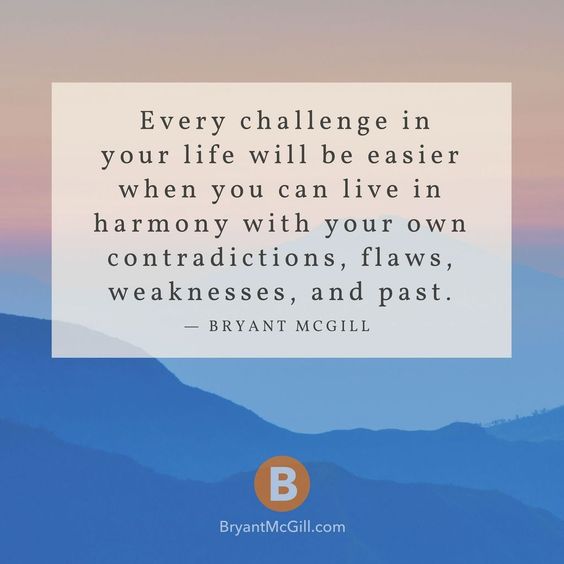 Every challenge in
your life will be easier
when you can live in
harmony with your own
contradictions, flaws,
weaknesses, and past.
— BRYANT MCGILL
B
BryantMcGill.com